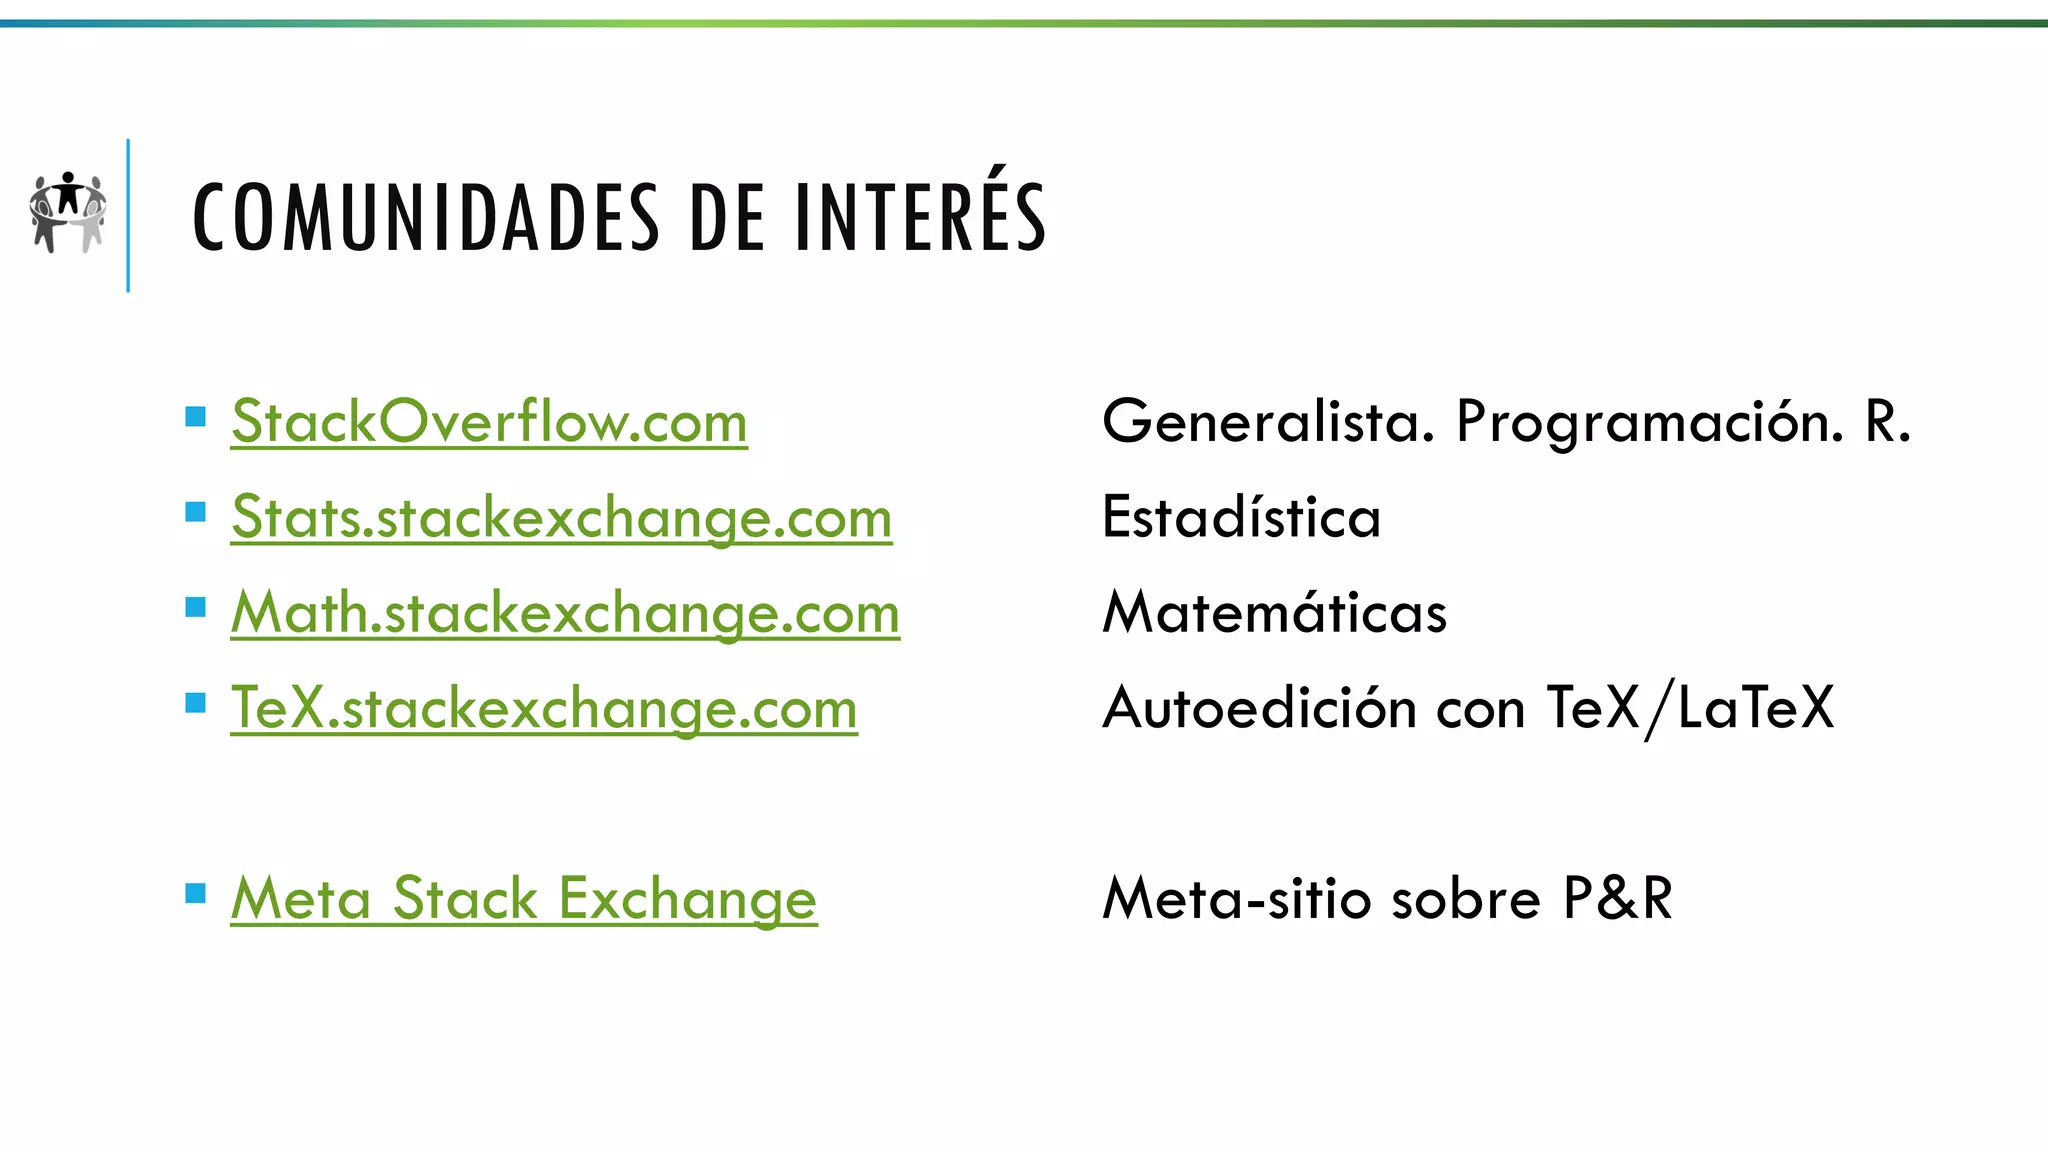 COMUNIDADES DE INTERÉS
StackOverflow.com Generalista. Programación. R.
Stats.stackexchange.com Estadística
Math.stackexchange.com Matemáticas
TeX.stackexchange.com Autoedición con TeX/LaTeX
Meta Stack Exchange Meta-sitio sobre P&R